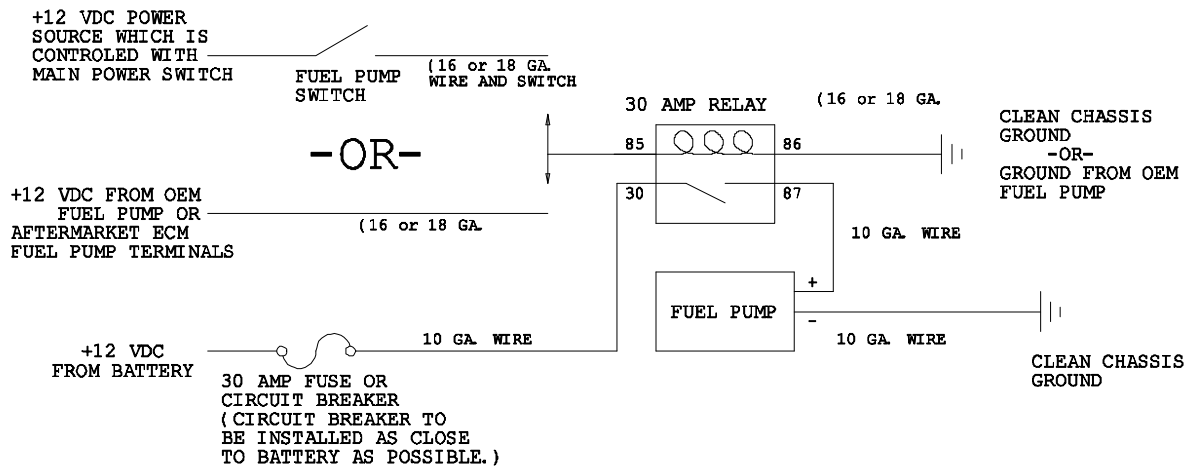 +12 VDC POWER
SOURCE WHICH IS
CONTROLED WITH
MAIN POWER SWITCH
FUEL PUMP
SWITCH
(16 or 18 GA.
WIRE AND SWITCH
-OR-
+12 VDC FROM OEM
FUEL PUMP OR
AFTERMARKET ECM
FUEL PUMP TERMINALS
(16 or 18 GA.
30 AMP RELAY
85
86
30
87
(16 or 18 GA.
CLEAN CHASSIS
GROUND
-OR-
GROUND FROM OEM
FUEL PUMP
10 GA. WIRE
FUEL PUMP
+
-
10 GA. WIRE
CLEAN CHASSIS
GROUND
+12 VDC
FROM BATTERY
10 GA. WIRE
30 AMP FUSE OR
CIRCUIT BREAKER
(CIRCUIT BREAKER TO
BE INSTALLED AS CLOSE
TO BATTERY AS POSSIBLE.)